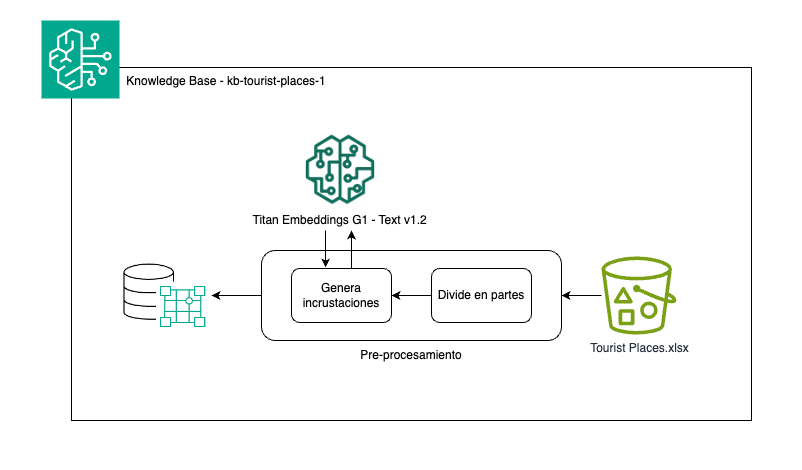 Knowledge Base - kb-tourist-places-1
Titan Embeddings G1 - Text v1.2
Genera
incrustaciones
Divide en partes
Pre-procesamiento
Tourist Places.xlsx